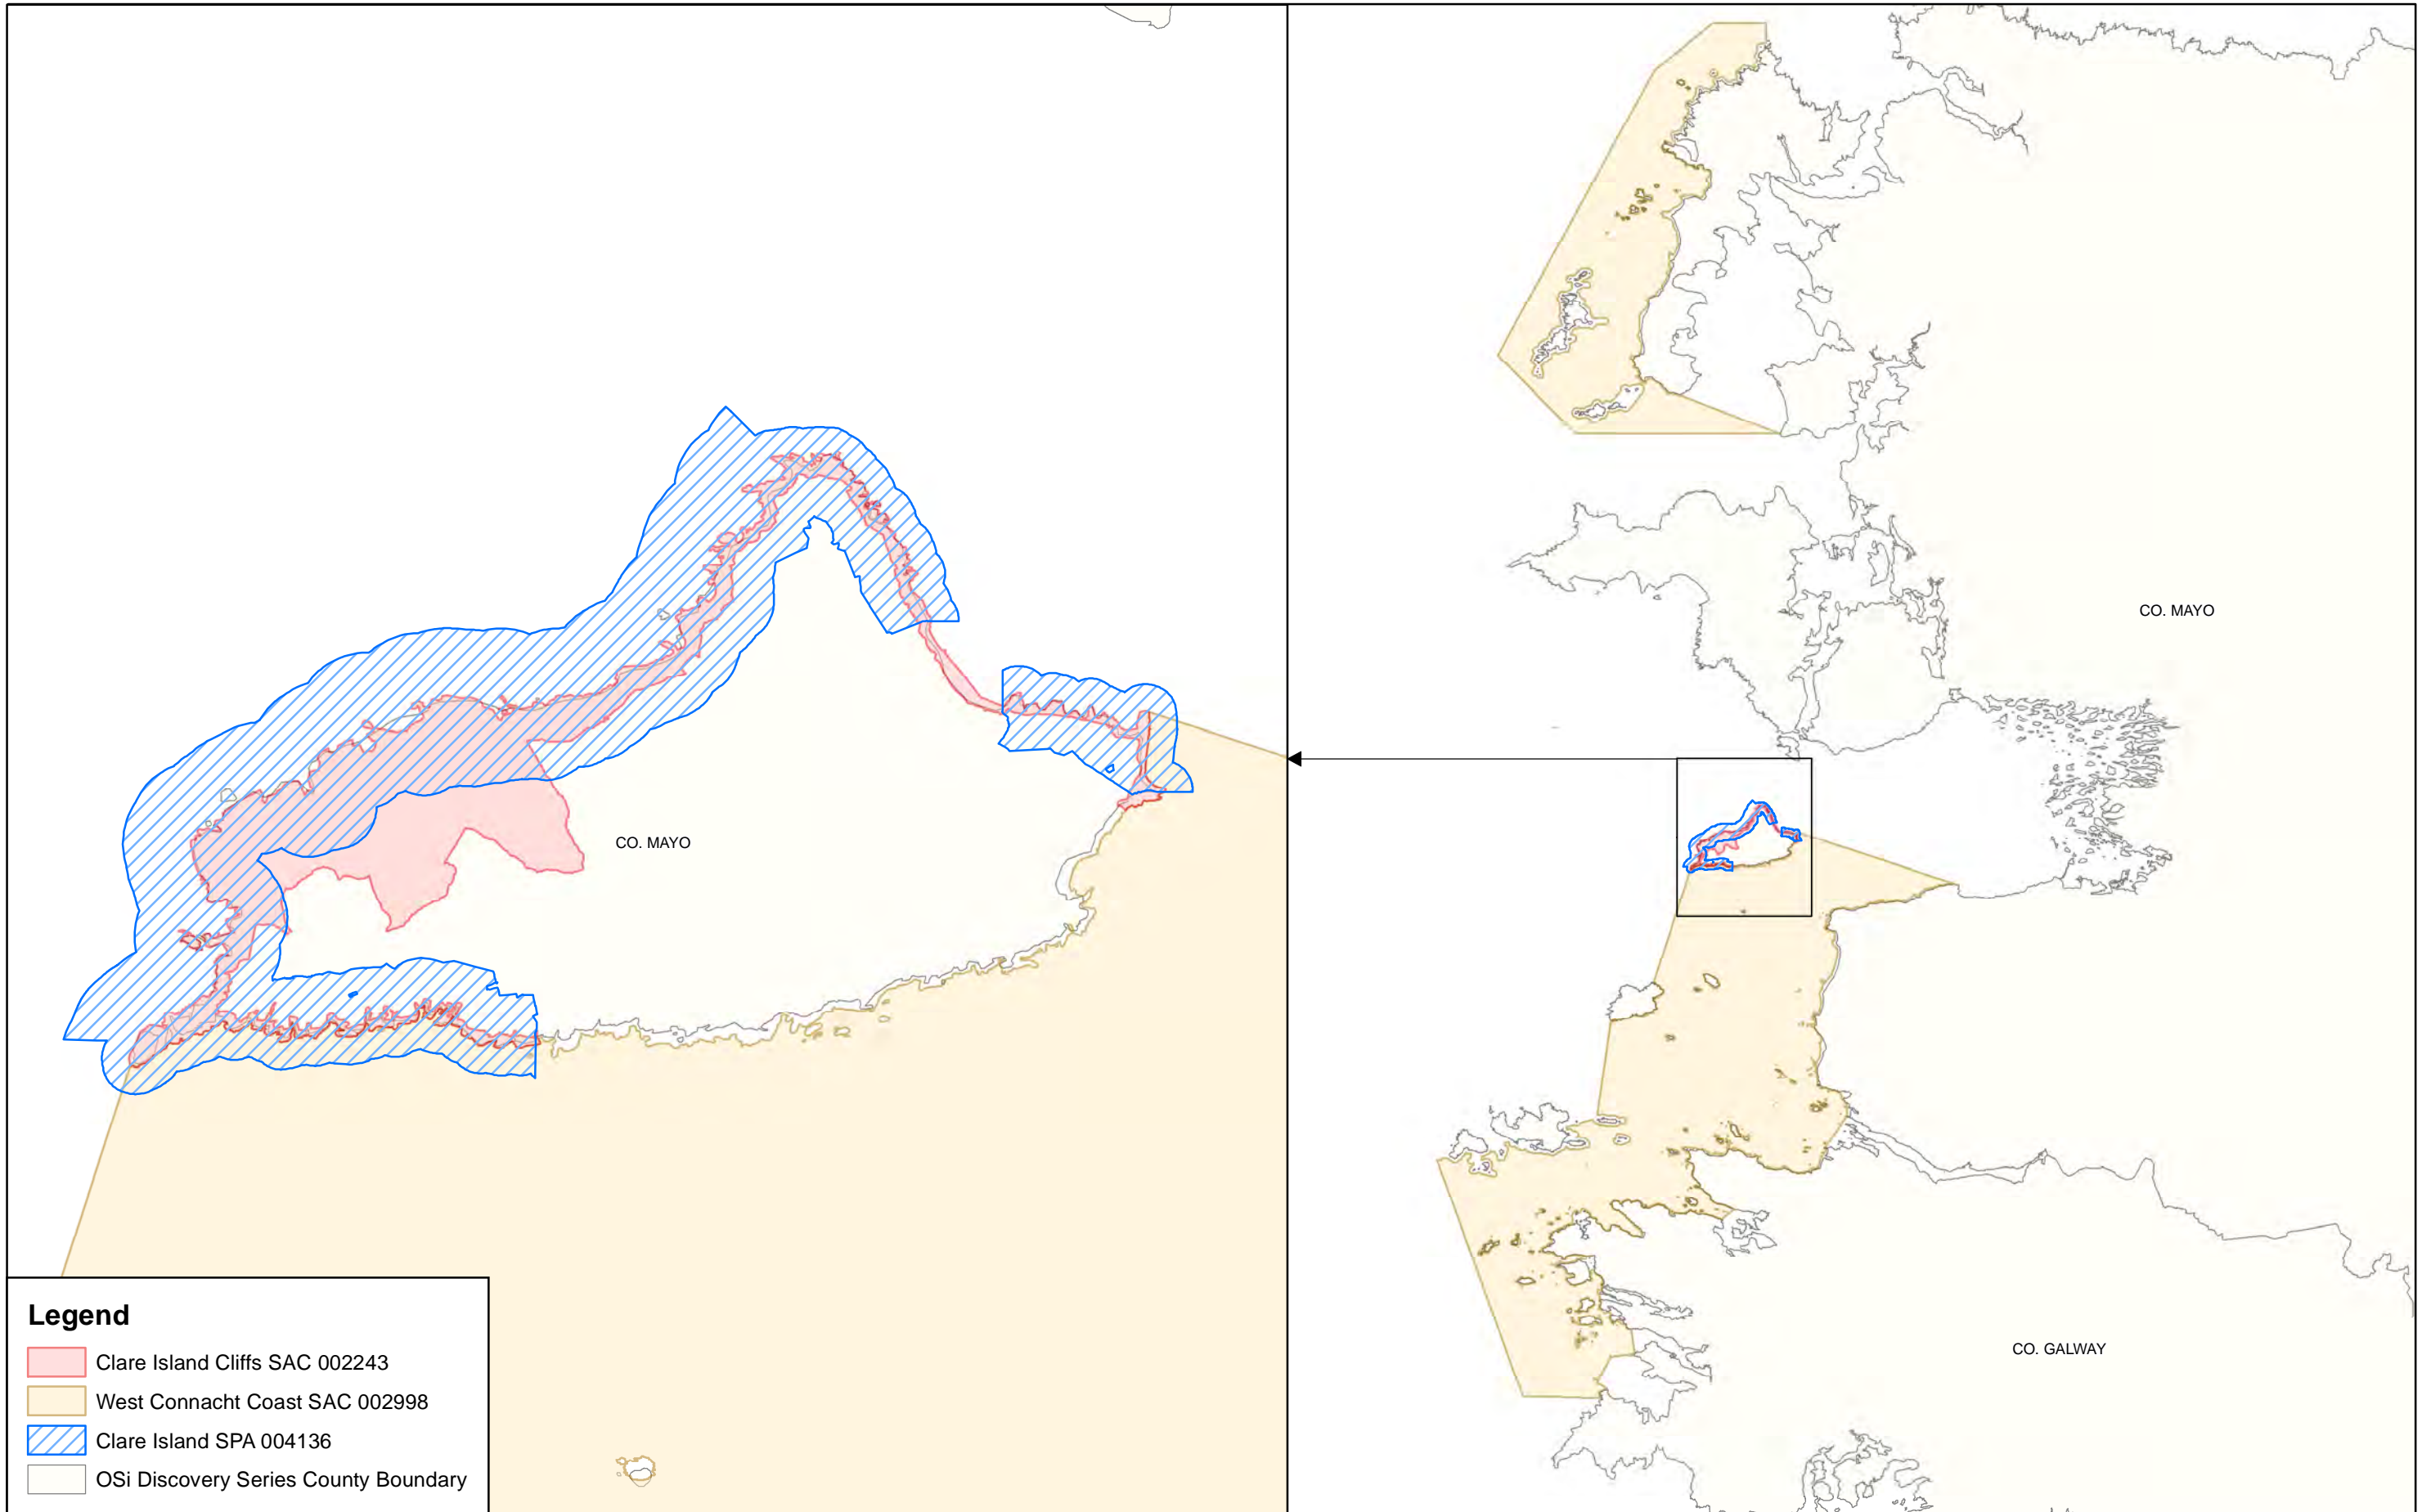 CO. MAYO
CO. MAYO
CO. GALWAY
Legend
Clare Island Cliffs SAC 002243
West Connacht Coast SAC 002998
Clare Island SPA 004136
OSi Discovery Series County Boundary